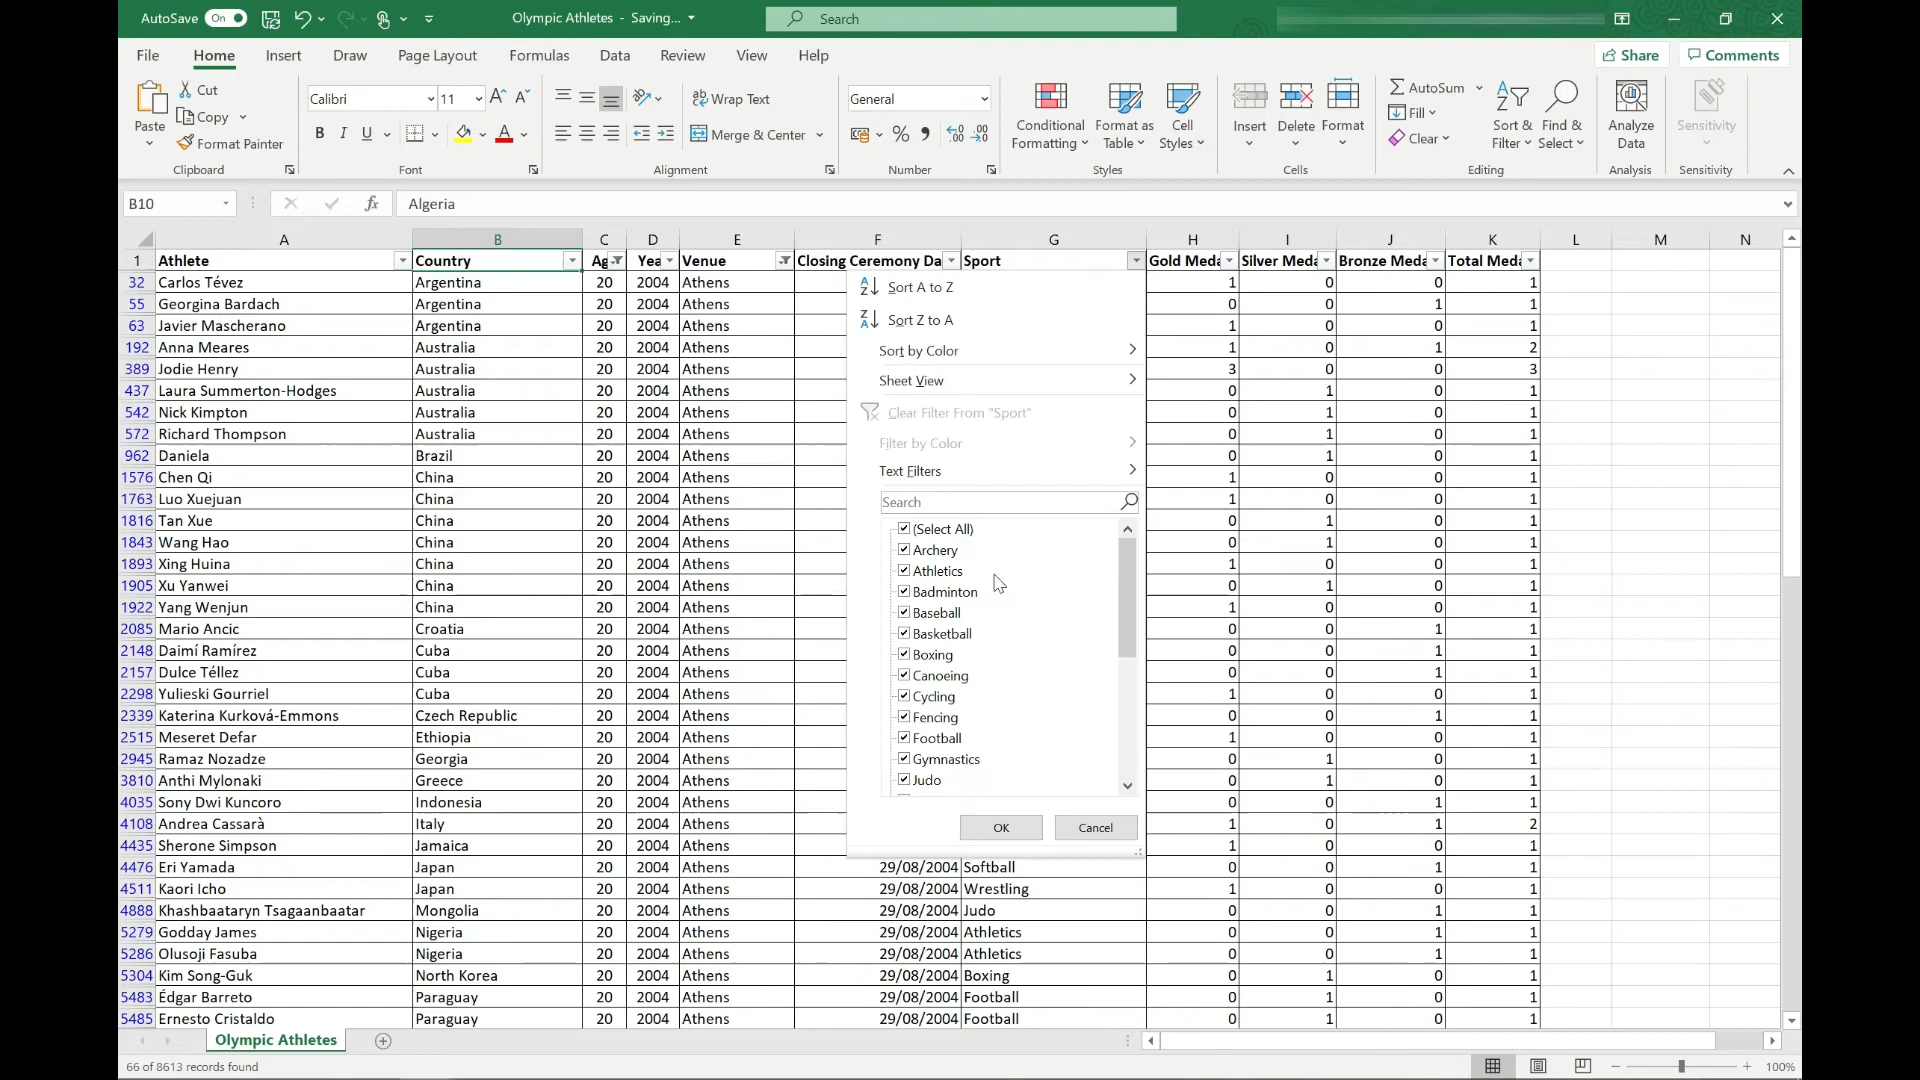 AutoSave On Olympic Athletes - Saving... Search
File Home Insert Draw Page Layout Formulas Data Review View Help Share Comments
Paste Cut Copy Format Painter Clipboard
Calibri 11 B I U A Font
Wrap Text Merge & Center Alignment
General % Number
Conditional Formatting Format as Table Cell Styles Styles
Insert Delete Format Cells
AutoSum Fill Clear Sort & Filter Find & Select Editing
Analyze Data Analysis
Sensitivity Sensitivity
B10 fx Algeria
A B C D E F G H I J K L M N
1 Athlete Country Ag Yea Venue Closing Ceremony Da Sport Gold Meda Silver Meda Bronze Meda Total Meda
32 Carlos Tévez Argentina 20 2004 Athens 1 0 0 1
55 Georgina Bardach Argentina 20 2004 Athens 0 0 1 1
63 Javier Mascherano Argentina 20 2004 Athens 1 0 0 1
192 Anna Meares Australia 20 2004 Athens 1 0 1 2
389 Jodie Henry Australia 20 2004 Athens 3 0 0 3
437 Laura Summerton-Hodges Australia 20 2004 Athens 0 1 0 1
542 Nick Kimpton Australia 20 2004 Athens 0 1 0 1
572 Richard Thompson Australia 20 2004 Athens 0 1 0 1
962 Daniela Brazil 20 2004 Athens 0 1 0 1
1576 Chen Qi China 20 2004 Athens 1 0 0 1
1763 Luo Xuejuan China 20 2004 Athens 1 0 0 1
1816 Tan Xue China 20 2004 Athens 0 1 0 1
1843 Wang Hao China 20 2004 Athens 0 1 0 1
1893 Xing Huina China 20 2004 Athens 1 0 0 1
1905 Xu Yanwei China 20 2004 Athens 0 1 0 1
1922 Yang Wenjun China 20 2004 Athens 1 0 0 1
2085 Mario Ancic Croatia 20 2004 Athens 0 0 1 1
2148 Daimí Ramírez Cuba 20 2004 Athens 0 0 1 1
2157 Dulce Téllez Cuba 20 2004 Athens 0 0 1 1
2298 Yulieski Gourriel Cuba 20 2004 Athens 1 0 0 1
2339 Katerina Kurková-Emmons Czech Republic 20 2004 Athens 0 0 1 1
2515 Meseret Defar Ethiopia 20 2004 Athens 1 0 0 1
2945 Ramaz Nozadze Georgia 20 2004 Athens 0 1 0 1
3810 Anthi Mylonaki Greece 20 2004 Athens 0 1 0 1
4035 Sony Dwi Kuncoro Indonesia 20 2004 Athens 0 0 1 1
4108 Andrea Cassarà Italy 20 2004 Athens 1 0 1 2
4435 Sherone Simpson Jamaica 20 2004 Athens 1 0 0 1
4476 Eri Yamada Japan 20 2004 Athens 29/08/2004 Softball 0 0 1 1
4511 Kaori Icho Japan 20 2004 Athens 29/08/2004 Wrestling 1 0 0 1
4888 Khashbaataryn Tsagaanbaatar Mongolia 20 2004 Athens 29/08/2004 Judo 0 0 1 1
5279 Godday James Nigeria 20 2004 Athens 29/08/2004 Athletics 0 0 1 1
5286 Olusoji Fasuba Nigeria 20 2004 Athens 29/08/2004 Athletics 0 0 1 1
5304 Kim Song-Guk North Korea 20 2004 Athens 29/08/2004 Boxing 0 1 0 1
5483 Édgar Barreto Paraguay 20 2004 Athens 29/08/2004 Football 0 1 0 1
5485 Ernesto Cristaldo Paraguay 20 2004 Athens 29/08/2004 Football 0 1 0 1
Sort A to Z
Sort Z to A
Sort by Color
Sheet View
Clear Filter From "Sport"
Filter by Color
Text Filters
Search
(Select All)
Archery
Athletics
Badminton
Baseball
Basketball
Boxing
Canoeing
Cycling
Fencing
Football
Gymnastics
Judo
OK Cancel
Olympic Athletes
66 of 8613 records found 100%